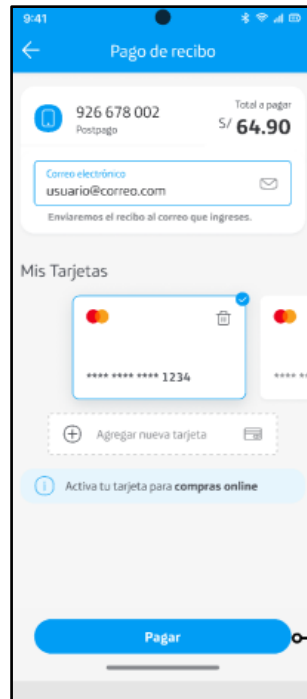 9:41
Pago de recibo
926 678 002
Postpago
Total a pagar
S/ 64.90
Correo electrónico
usuario@correo.com
Enviaremos el recibo al correo que ingreses.
Mis Tarjetas
**** **** **** 1234
**** **
Agregar nueva tarjeta
Activa tu tarjeta para compras online
Pagar